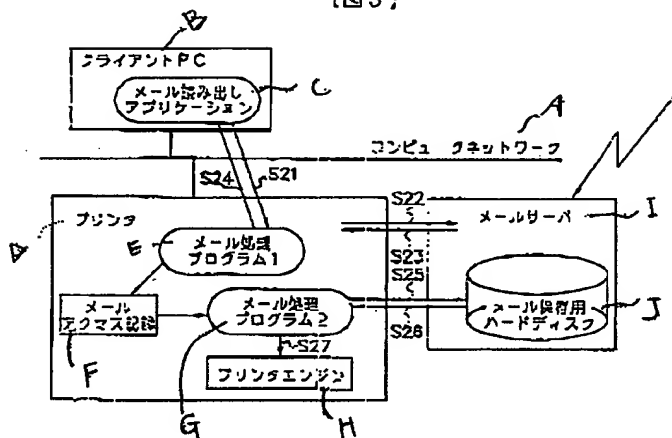 [図3]
B
クライアントPC
メール読み出し
アプリケーション
C
A
コンピュータネットワーク
S24
S21
S22
プリンタ
D
E
メール処理
プログラム1
メールサーバ
I
S23
S25
メール
アクセス記録
F
メール処理
プログラム2
G
S26
メール保存用
ハードディスク
J
S27
プリンタエンジン
H